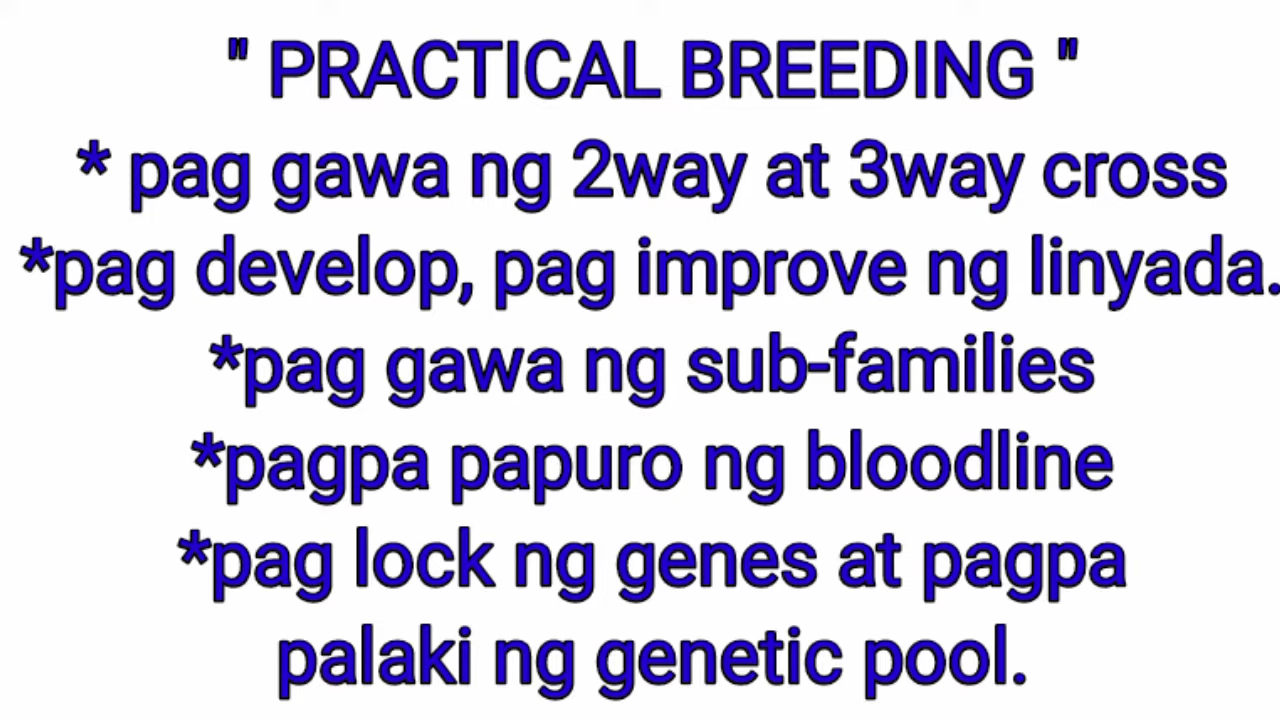 " PRACTICAL BREEDING "
* pag gawa ng 2way at 3way cross
*pag develop, pag improve ng linyada.
*pag gawa ng sub-families
*pagpa papuro ng bloodline
*pag lock ng genes at pagpa
palaki ng genetic pool.